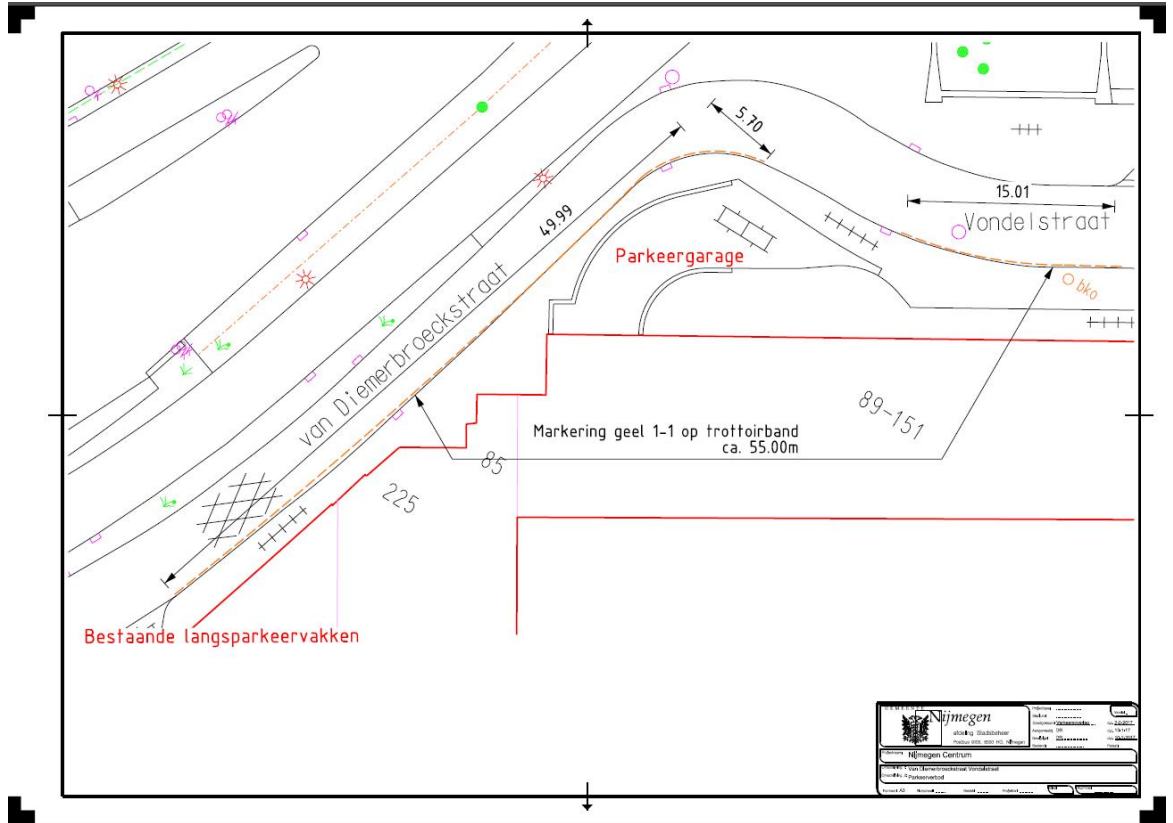 5.70
49.99
15.01
Vondelstraat
Parkeergarage
bko
van Diemerbroeckstraat
89-151
Markering geel 1-1 op trottoirband
ca. 55.00m
85
225
Bestaande langsparkeervakken
GEMEENTE
Nijmegen
afdeling Stadsbeheer
Nijmegen Centrum
Van Diemerbroeckstraat Vondelstraat
Parkeerverbod